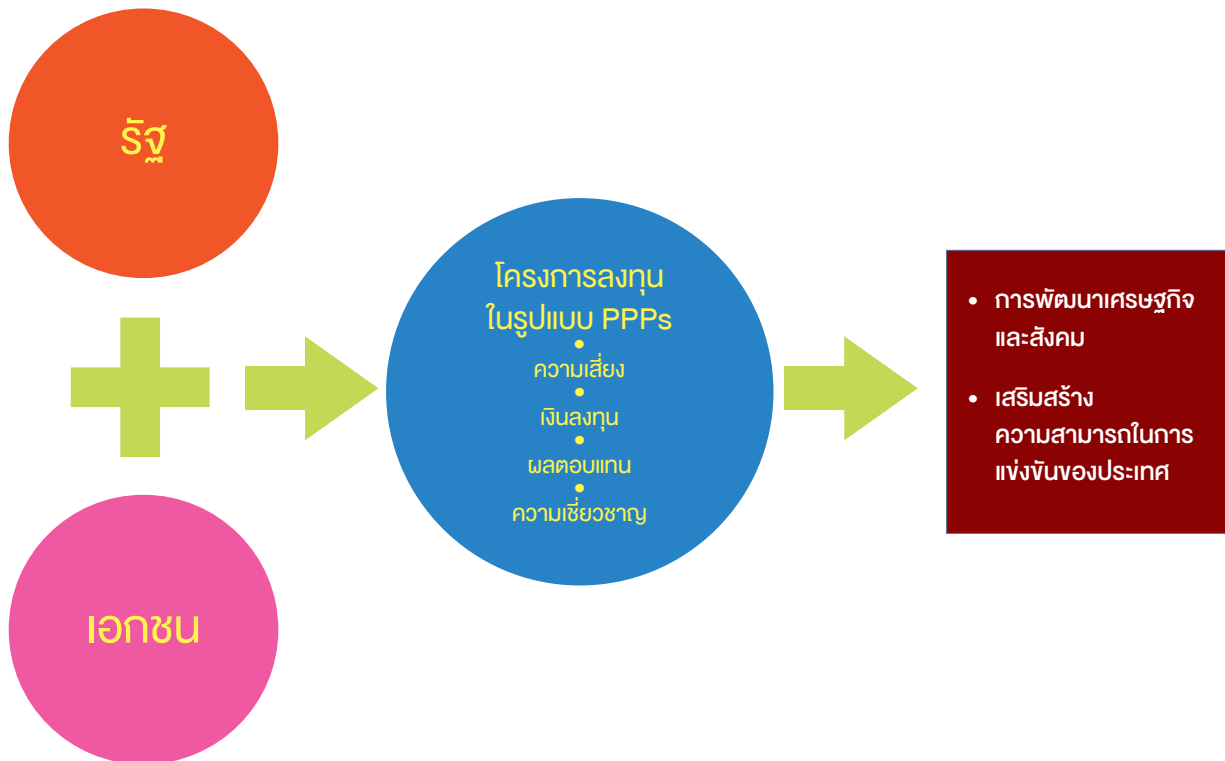 รัฐ
เอกชน
โครงการลงทุน
ในรูปแบบ PPPs
•
ความเสี่ยง
•
เงินลงทุน
•
ผลตอบแทน
•
ความเชี่ยวชาญ
• การพัฒนาเศรษฐกิจ
และสังคม
• เสริมสร้าง
ความสามารถในการ
แข่งขันของประเทศ